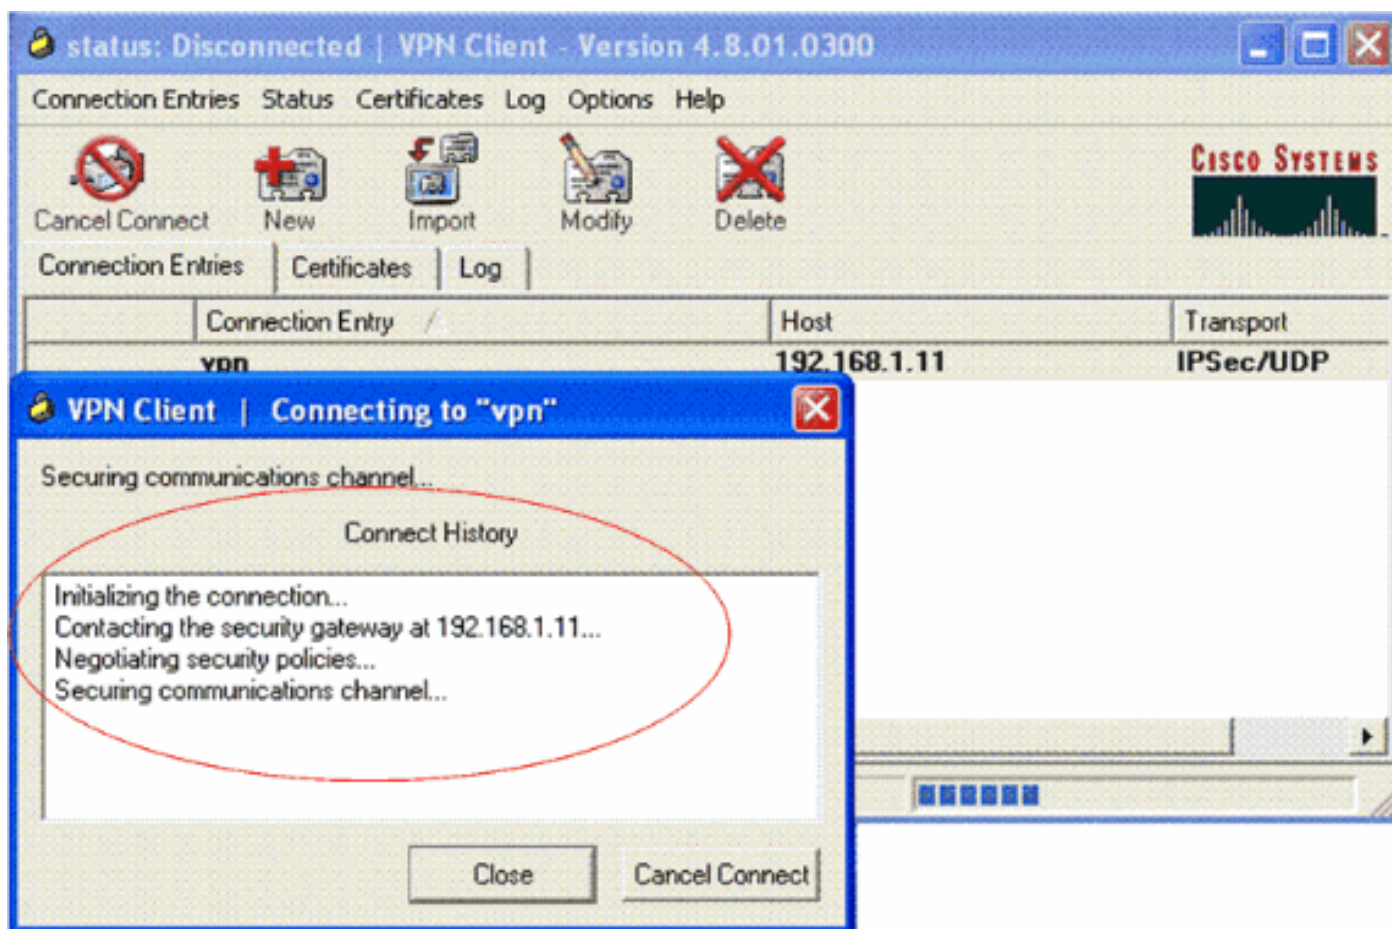 status: Disconnected | VPN Client - Version 4.8.01.0300
Connection Entries Status Certificates Log Options Help
Cancel Connect New Import Modify Delete
CISCO SYSTEMS
Connection Entries Certificates Log
Connection Entry Host Transport
vpn 192.168.1.11 IPSec/UDP
VPN Client | Connecting to "vpn"
Securing communications channel...
Connect History
Initializing the connection...
Contacting the security gateway at 192.168.1.11...
Negotiating security policies...
Securing communications channel...
Close Cancel Connect